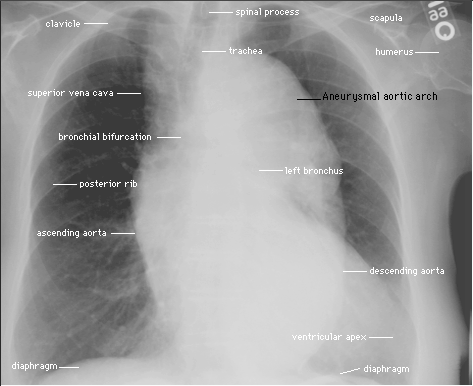 spinal process
scapula
clavicle
trachea
humerus
superior vena cava
Aneurysmal aortic arch
bronchial bifurcation
left bronchus
posterior rib
ascending aorta
descending aorta
ventricular apex
diaphragm
diaphragm